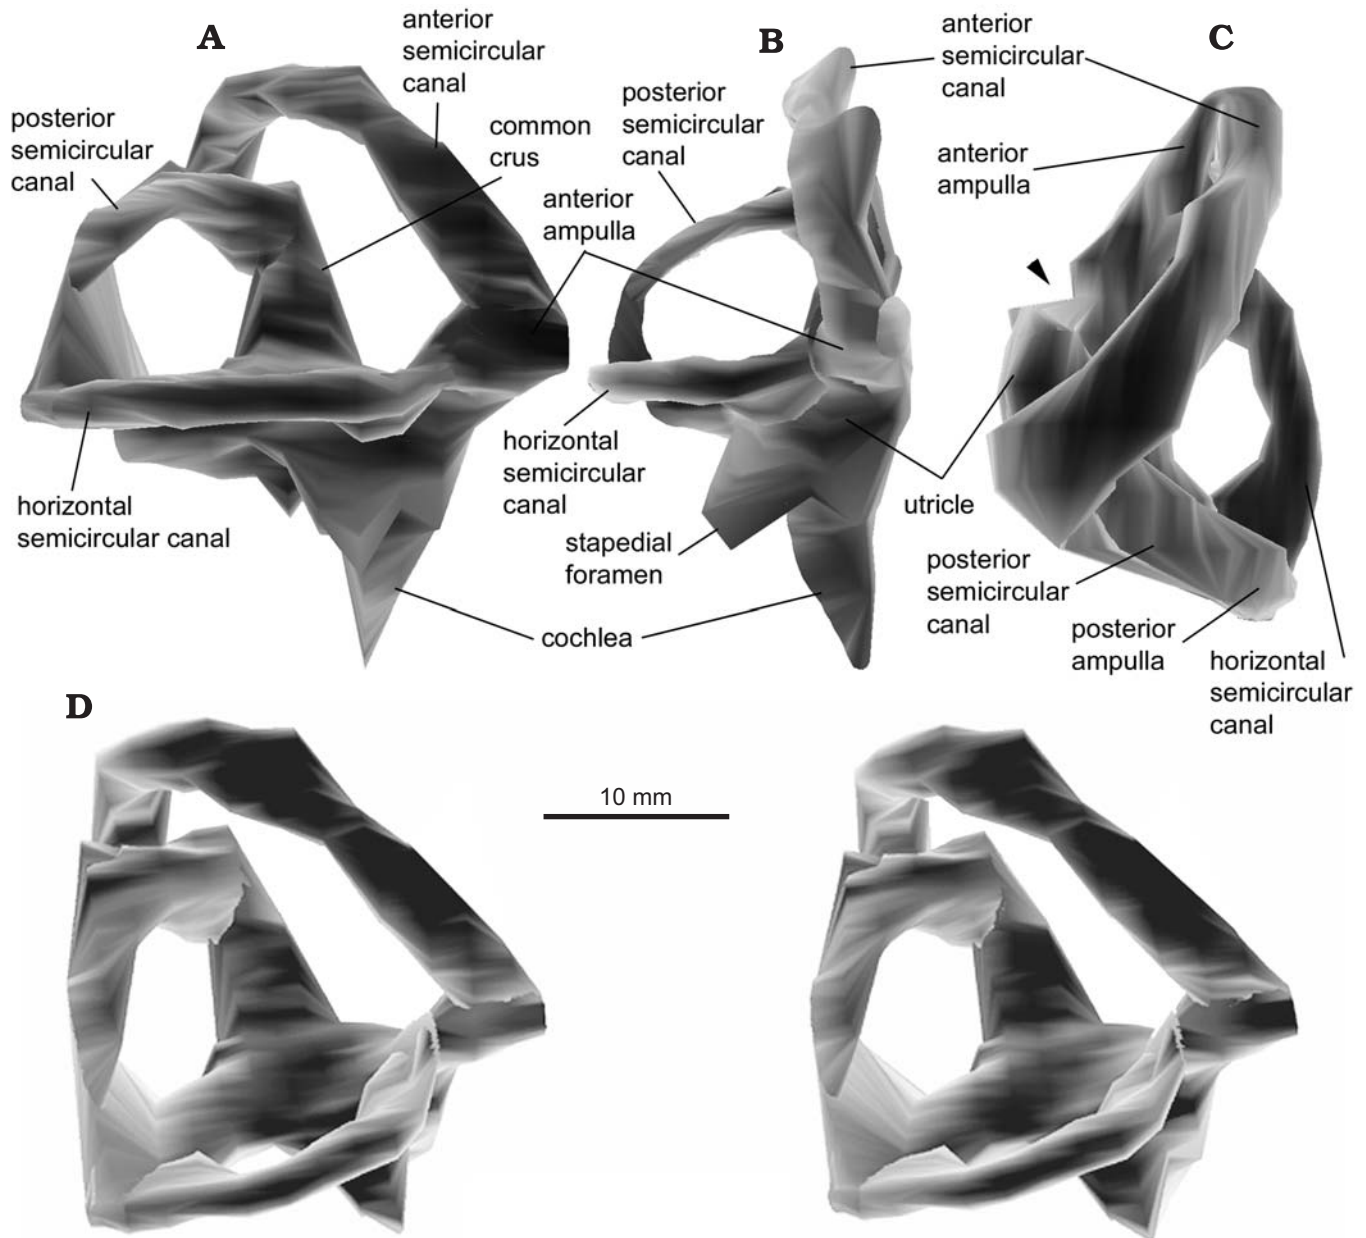 A
anterior
semicircular
canal
posterior
semicircular
canal
common
crus
anterior
ampulla
horizontal
semicircular canal
B
posterior
semicircular
canal
horizontal
semicircular
canal
stapedial
foramen
cochlea
utricle
C
anterior
semicircular
canal
anterior
ampulla
posterior
semicircular
canal
posterior
ampulla
horizontal
semicircular
canal
D
10 mm